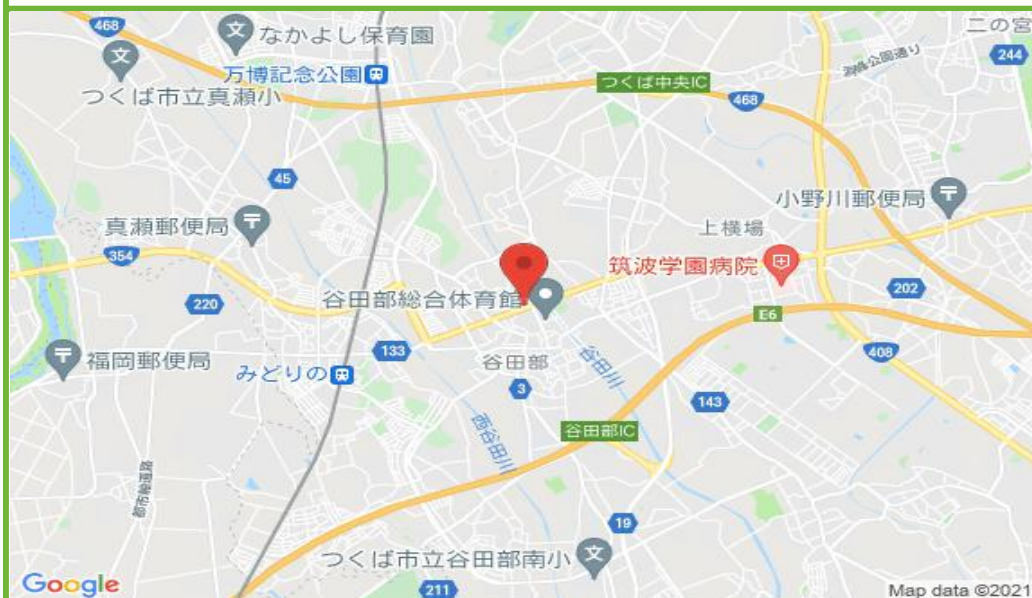 468
なかよし保育園
二の宮
244
万博記念公園
つくば市立真瀬小
つくば中央IC
468
45
小野川郵便局
真瀬郵便局
上横場
354
筑波学園病院
220
谷田部総合体育館
202
E6
133
谷田部
谷田川
408
福岡郵便局
みどりの
3
143
西谷田川
谷田部IC
都市軸道路
19
つくば市立谷田部南小
Google
211
Map data ©2021